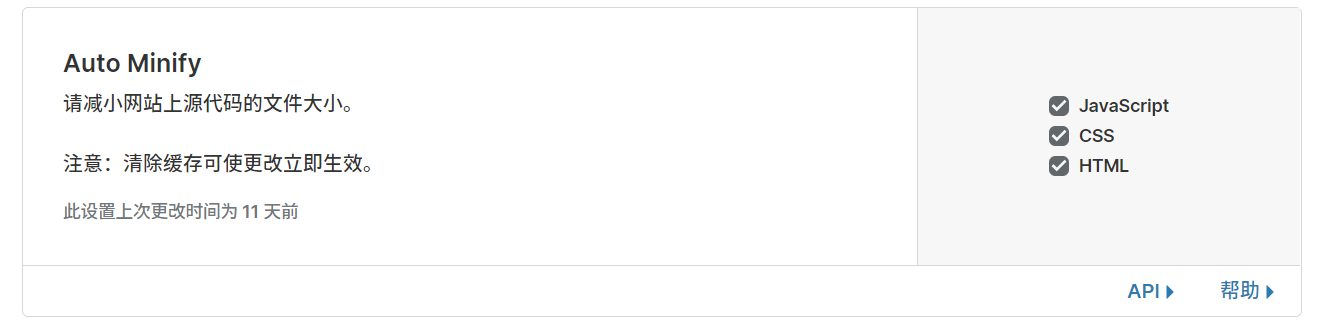 Auto Minify
请减小网站上源代码的文件大小。
注意：清除缓存可使更改立即生效。
此设置上次更改时间为 11 天前
JavaScript
CSS
HTML
API
帮助